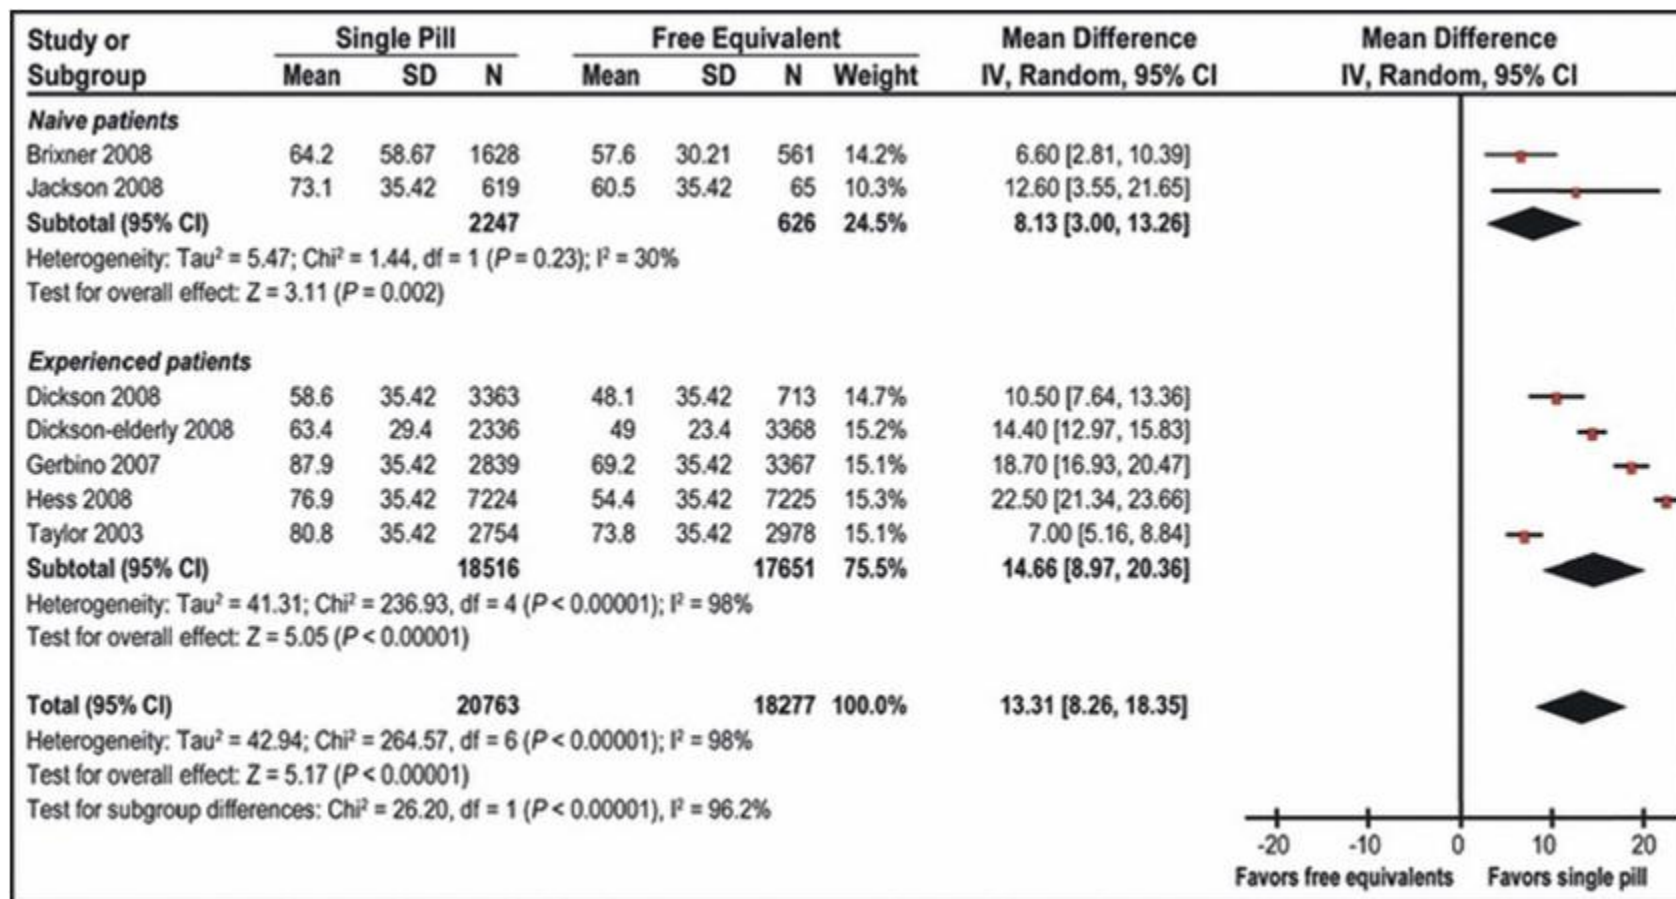 Study or Single Pill Free Equivalent Mean Difference Mean Difference
Subgroup Mean SD N Mean SD N Weight IV, Random, 95% CI IV, Random, 95% CI
Naive patients
Brixner 2008 64.2 58.67 1628 57.6 30.21 561 14.2% 6.60 [2.81, 10.39]
Jackson 2008 73.1 35.42 619 60.5 35.42 65 10.3% 12.60 [3.55, 21.65]
Subtotal (95% CI) 2247 626 24.5% 8.13 [3.00, 13.26]
Heterogeneity: Tau² = 5.47; Chi² = 1.44, df = 1 (P = 0.23); I² = 30%
Test for overall effect: Z = 3.11 (P = 0.002)
Experienced patients
Dickson 2008 58.6 35.42 3363 48.1 35.42 713 14.7% 10.50 [7.64, 13.36]
Dickson-elderly 2008 63.4 29.4 2336 49 23.4 3368 15.2% 14.40 [12.97, 15.83]
Gerbino 2007 87.9 35.42 2839 69.2 35.42 3367 15.1% 18.70 [16.93, 20.47]
Hess 2008 76.9 35.42 7224 54.4 35.42 7225 15.3% 22.50 [21.34, 23.66]
Taylor 2003 80.8 35.42 2754 73.8 35.42 2978 15.1% 7.00 [5.16, 8.84]
Subtotal (95% CI) 18516 17651 75.5% 14.66 [8.97, 20.36]
Heterogeneity: Tau² = 41.31; Chi² = 236.93, df = 4 (P < 0.00001); I² = 98%
Test for overall effect: Z = 5.05 (P < 0.00001)
Total (95% CI) 20763 18277 100.0% 13.31 [8.26, 18.35]
Heterogeneity: Tau² = 42.94; Chi² = 264.57, df = 6 (P < 0.00001); I² = 98%
Test for overall effect: Z = 5.17 (P < 0.00001)
Test for subgroup differences: Chi² = 26.20, df = 1 (P < 0.00001), I² = 96.2%
-20 -10 0 10 20
Favors free equivalents Favors single pill